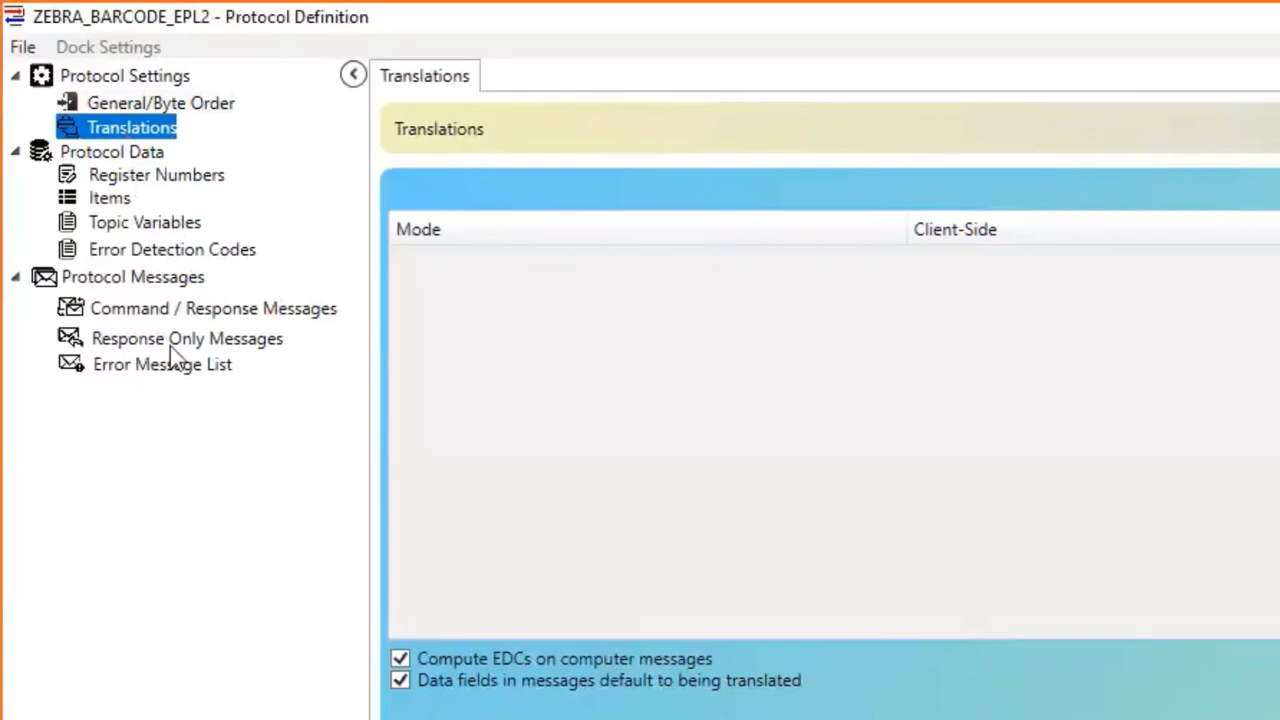 ZEBRA_BARCODE_EPL2 - Protocol Definition
File Dock Settings
Protocol Settings
General/Byte Order
Translations
Protocol Data
Register Numbers
Items
Topic Variables
Error Detection Codes
Protocol Messages
Command / Response Messages
Response Only Messages
Error Message List
Translations
Translations
Mode Client-Side
Compute EDCs on computer messages
Data fields in messages default to being translated